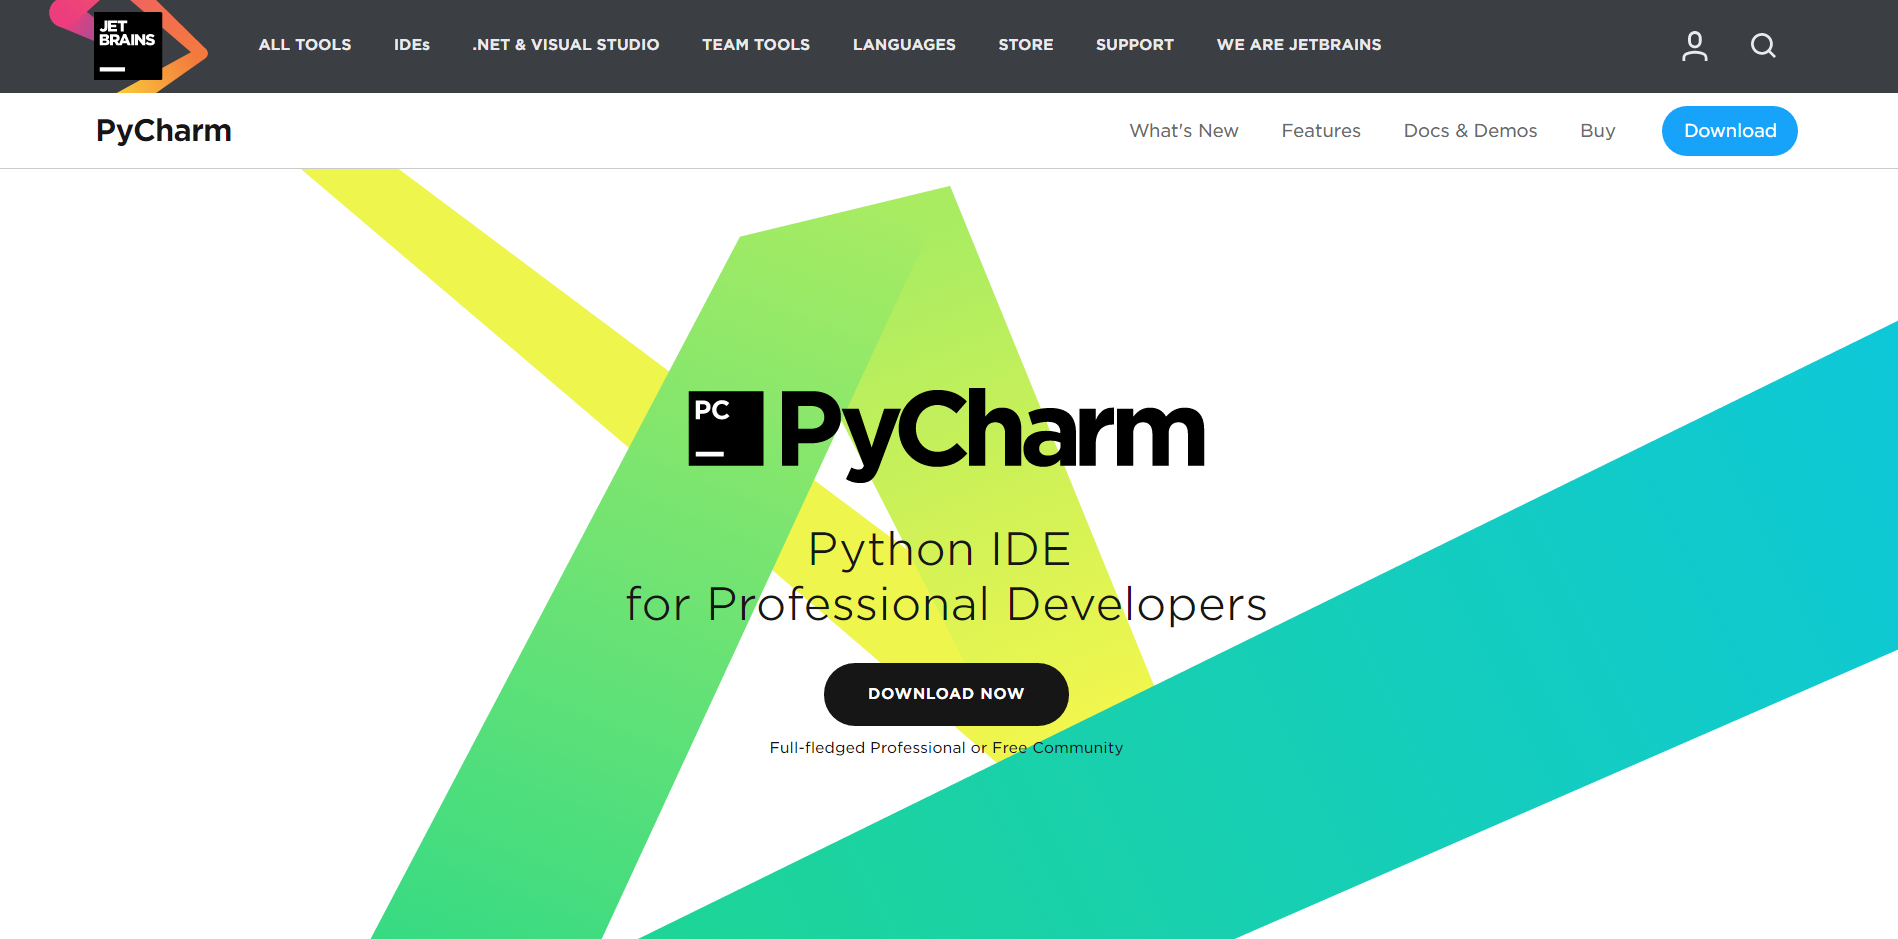 JET
BRAINS
ALL TOOLS IDEs .NET & VISUAL STUDIO TEAM TOOLS LANGUAGES STORE SUPPORT WE ARE JETBRAINS
PyCharm What's New Features Docs & Demos Buy Download
PC PyCharm
Python IDE
for Professional Developers
DOWNLOAD NOW
Full-fledged Professional or Free Community